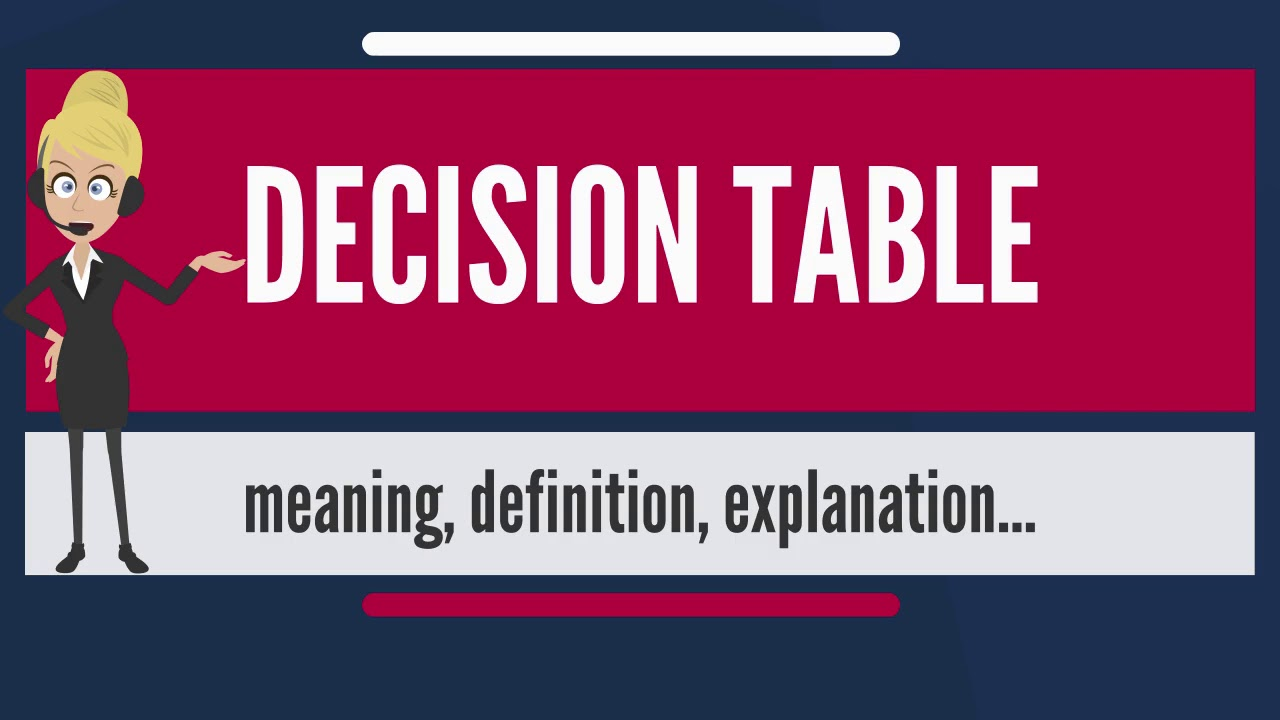 DECISION TABLE
meaning, definition, explanation...